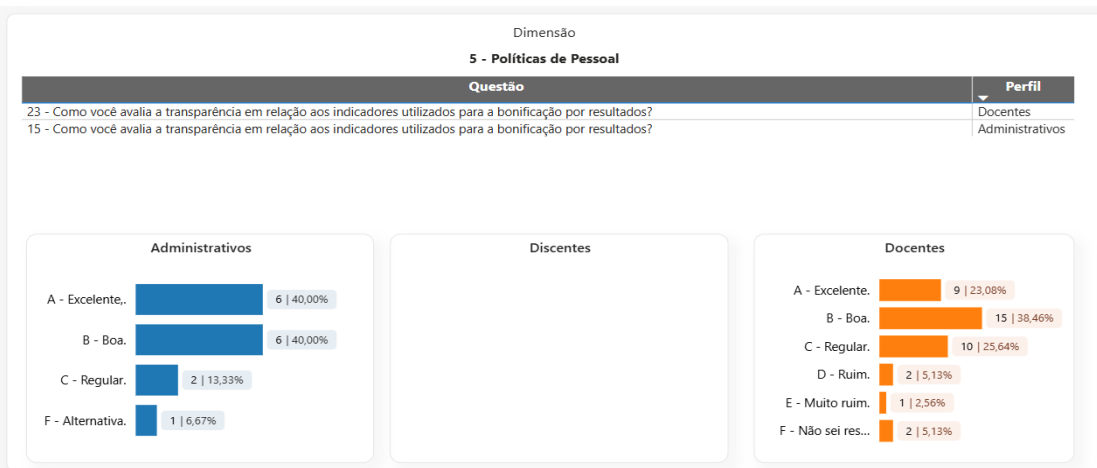 Dimensão
5 - Políticas de Pessoal
Questão Perfil
23 - Como você avalia a transparência em relação aos indicadores utilizados para a bonificação por resultados? Docentes
15 - Como você avalia a transparência em relação aos indicadores utilizados para a bonificação por resultados? Administrativos
Administrativos
A - Excelente,. 6 | 40,00%
B - Boa. 6 | 40,00%
C - Regular. 2 | 13,33%
F - Alternativa. 1 | 6,67%
Discentes
Docentes
A - Excelente. 9 | 23,08%
B - Boa. 15 | 38,46%
C - Regular. 10 | 25,64%
D - Ruim. 2 | 5,13%
E - Muito ruim. 1 | 2,56%
F - Não sei res... 2 | 5,13%